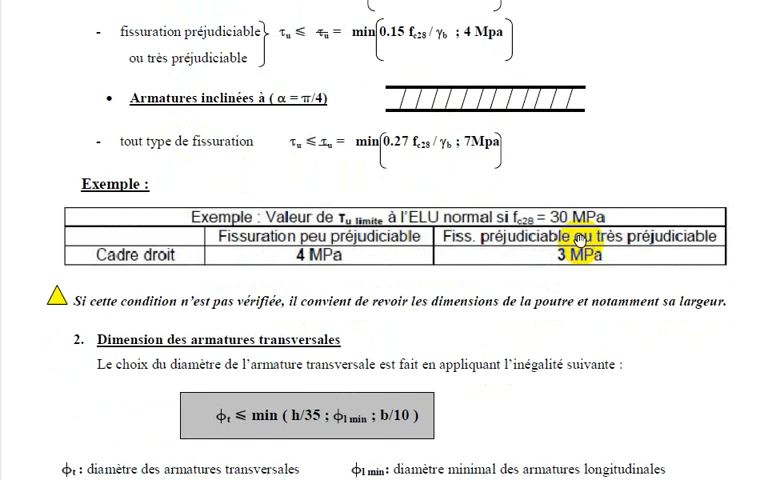 - fissuration préjudiciable} τu ≤ τu = min(0.15 fc28/ γb ; 4 Mpa)
ou très préjudiciable
• Armatures inclinées à ( α = π/4)
- tout type de fissuration τu ≤ τu = min(0.27 fc28 / γb ; 7Mpa)
Exemple :
Exemple : Valeur de τu limite à l'ELU normal si fc28 = 30 MPa
Fissuration peu préjudiciable Fiss. préjudiciable ou très préjudiciable
Cadre droit 4 MPa 3 MPa
Si cette condition n'est pas vérifiée, il convient de revoir les dimensions de la poutre et notamment sa largeur.
2. Dimension des armatures transversales
Le choix du diamètre de l'armature transversale est fait en appliquant l'inégalité suivante :
ϕt ≤ min ( h/35 ; ϕl min ; b/10 )
ϕt : diamètre des armatures transversales ϕl min : diamètre minimal des armatures longitudinales